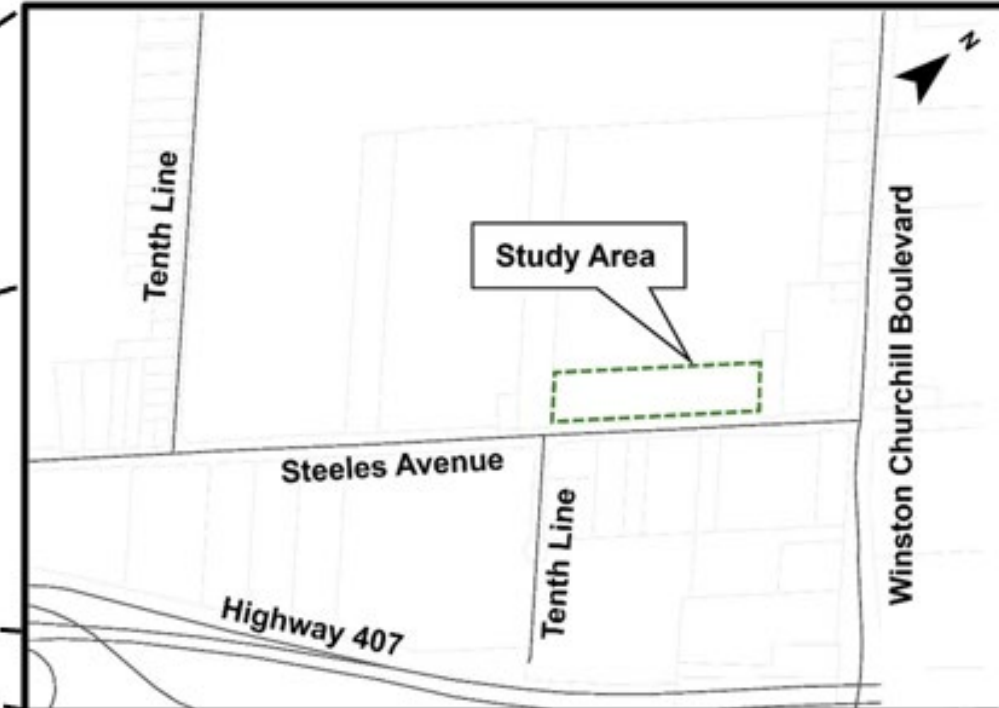 N
Tenth Line
Study Area
Winston Churchill Boulevard
Steeles Avenue
Tenth Line
Highway 407